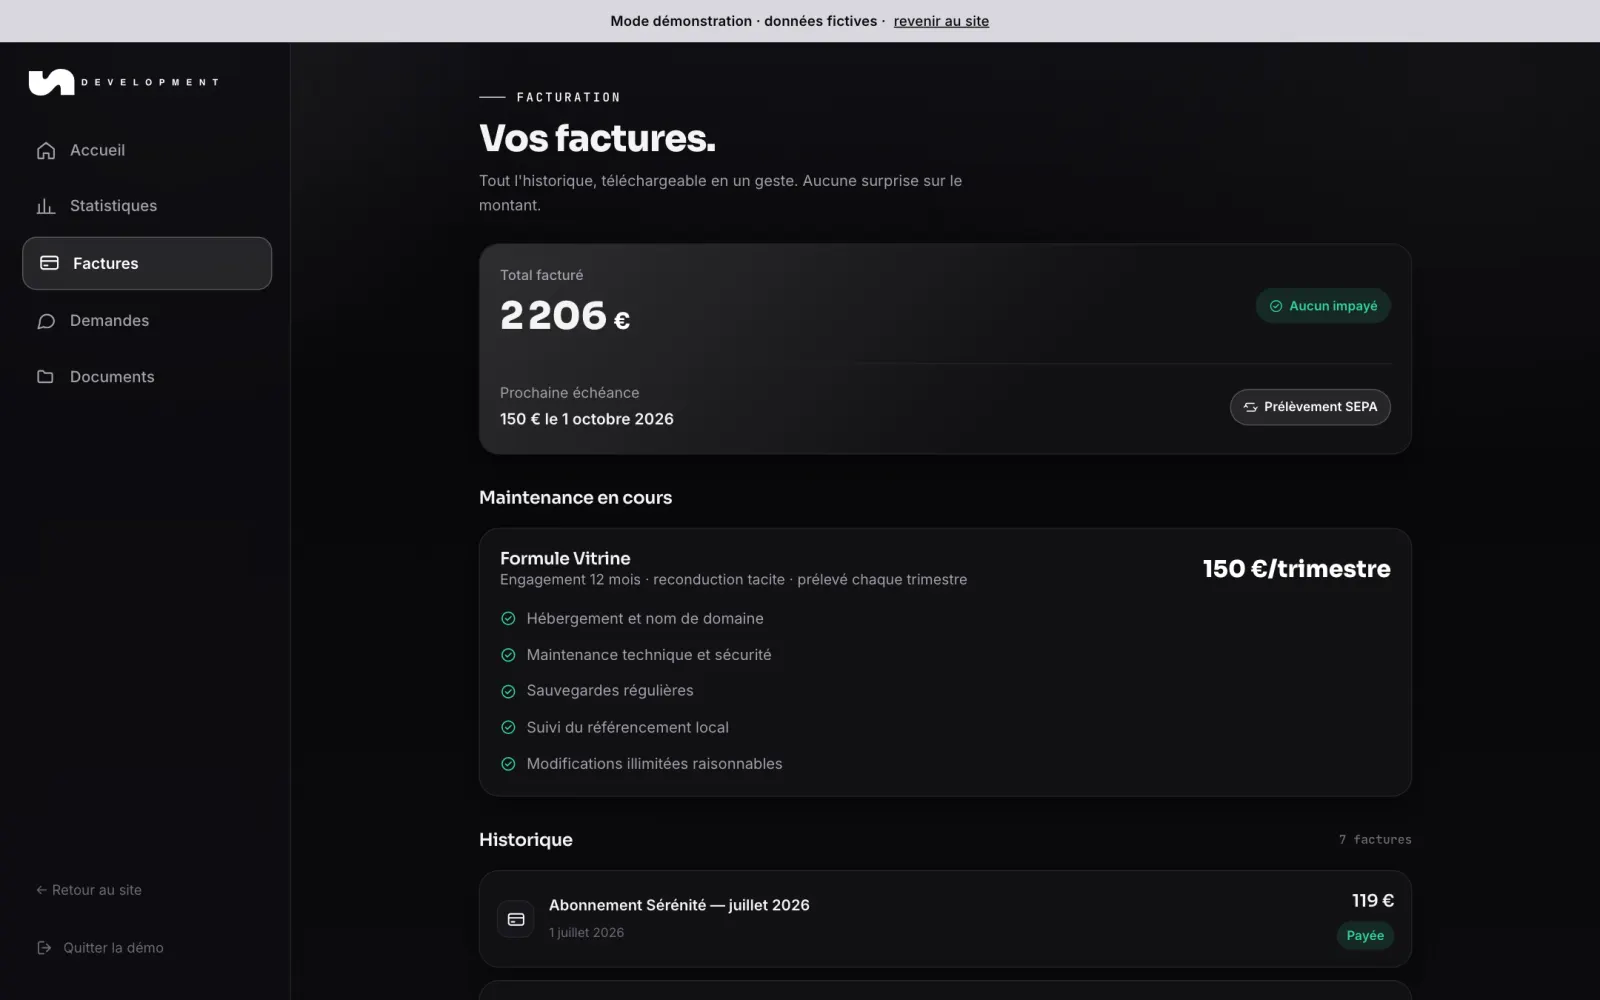 Mode démonstration · données fictives · revenir au site
DEVELOPMENT
Accueil
Statistiques
Factures
Demandes
Documents
← Retour au site
Quitter la démo
FACTURATION
Vos factures.
Tout l'historique, téléchargeable en un geste. Aucune surprise sur le
montant.
Total facturé
2 206 €
Aucun impayé
Prochaine échéance
150 € le 1 octobre 2026
Prélèvement SEPA
Maintenance en cours
Formule Vitrine
Engagement 12 mois · reconduction tacite · prélevé chaque trimestre
150 €/trimestre
Hébergement et nom de domaine
Maintenance technique et sécurité
Sauvegardes régulières
Suivi du référencement local
Modifications illimitées raisonnables
Historique
7 factures
Abonnement Sérénité — juillet 2026
1 juillet 2026
119 €
Payée